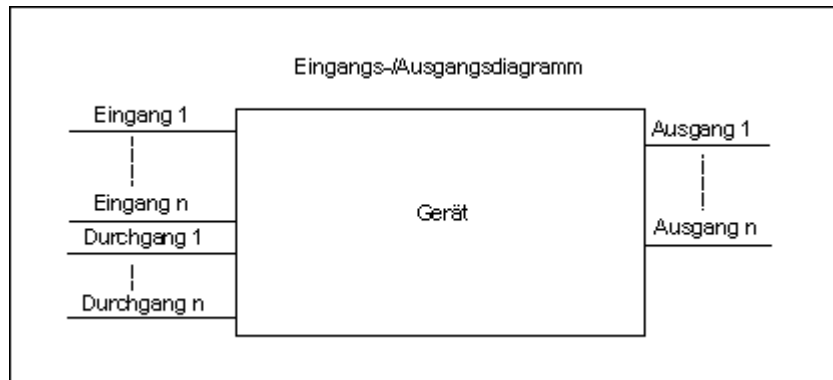 Eingangs-/Ausgangsdiagramm
Eingang 1
Eingang n
Durchgang 1
Durchgang n
Gerät
Ausgang 1
Ausgang n